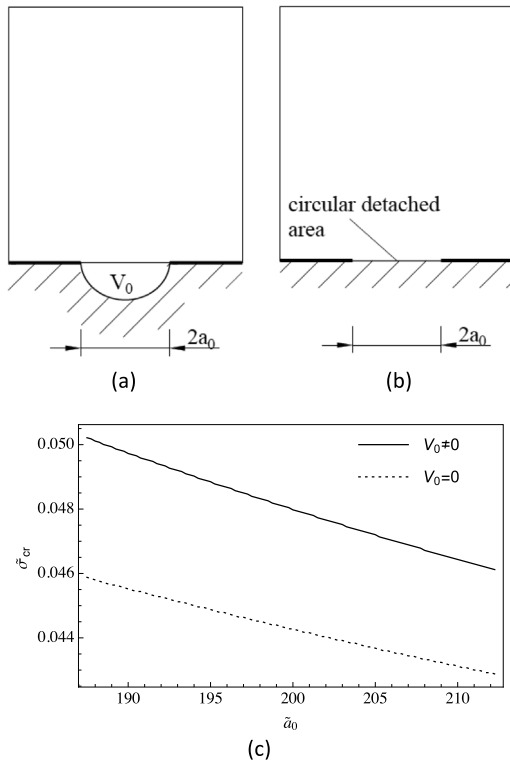 V₀
2a₀
(a)
circular detached
area
2a₀
(b)
0.050
0.048
0.046
0.044
σ̃cr
V₀≠0
V₀=0
190 195 200 205 210
ã₀
(c)